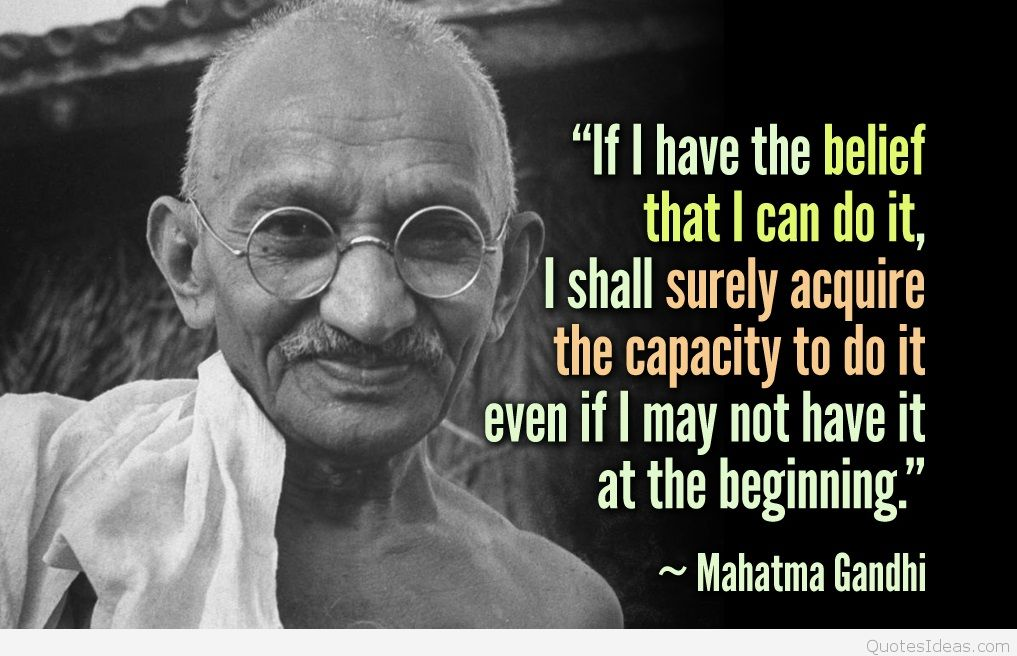 “If I have the belief
that I can do it,
I shall surely acquire
the capacity to do it
even if I may not have it
at the beginning.”
~ Mahatma Gandhi
QuotesIdeas.com